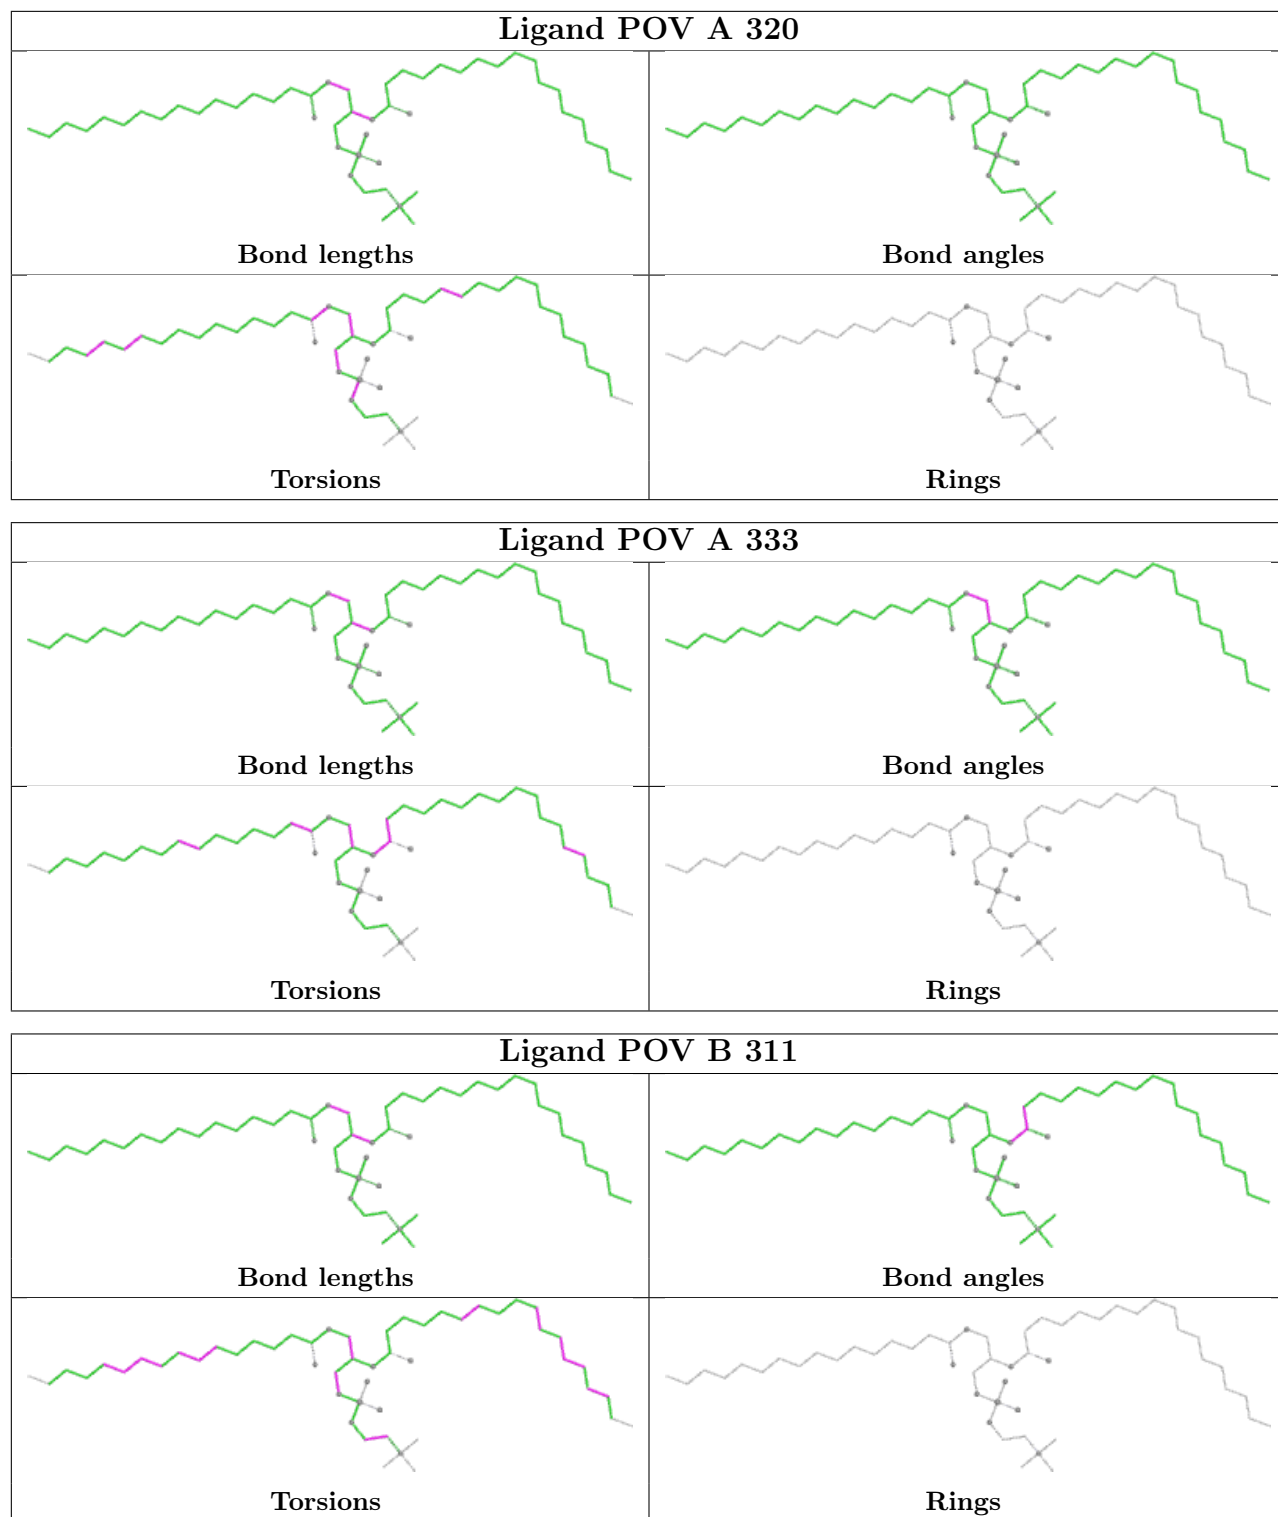 Ligand POV A 320
Bond lengths
Bond angles
Torsions
Rings
Ligand POV A 333
Bond lengths
Bond angles
Torsions
Rings
Ligand POV B 311
Bond lengths
Bond angles
Torsions
Rings